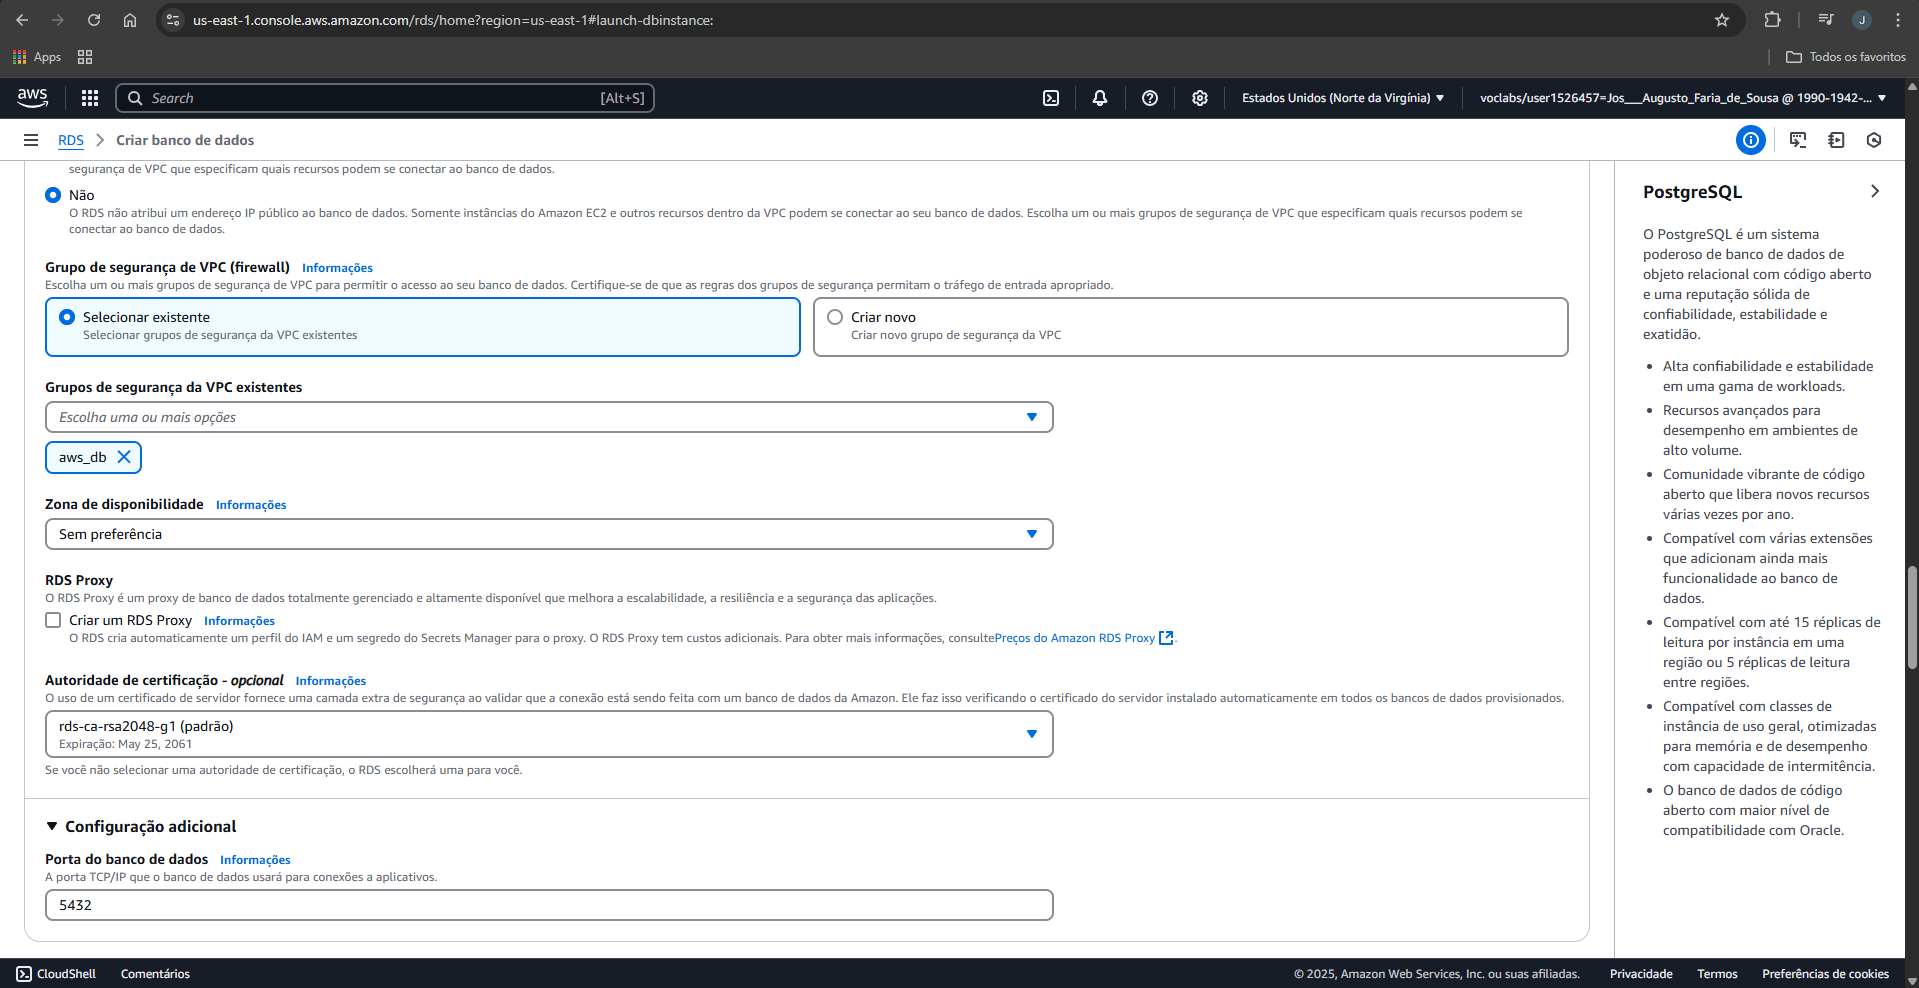 us-east-1.console.aws.amazon.com/rds/home?region=us-east-1#launch-dbinstance:
J
Apps
Todos os favoritos
aws
Search
[Alt+S]
Estados Unidos (Norte da Virgínia)
voclabs/user1526457=Jos___Augusto_Faria_de_Sousa @ 1990-1942-...
RDS
Criar banco de dados
segurança de VPC que especificam quais recursos podem se conectar ao banco de dados.
Não
O RDS não atribui um endereço IP público ao banco de dados. Somente instâncias do Amazon EC2 e outros recursos dentro da VPC podem se conectar ao seu banco de dados. Escolha um ou mais grupos de segurança de VPC que especificam quais recursos podem se
conectar ao banco de dados.
Grupo de segurança de VPC (firewall) Informações
Escolha um ou mais grupos de segurança de VPC para permitir o acesso ao seu banco de dados. Certifique-se de que as regras dos grupos de segurança permitam o tráfego de entrada apropriado.
Selecionar existente
Selecionar grupos de segurança da VPC existentes
Criar novo
Criar novo grupo de segurança da VPC
Grupos de segurança da VPC existentes
Escolha uma ou mais opções
aws_db
Zona de disponibilidade Informações
Sem preferência
RDS Proxy
O RDS Proxy é um proxy de banco de dados totalmente gerenciado e altamente disponível que melhora a escalabilidade, a resiliência e a segurança das aplicações.
Criar um RDS Proxy Informações
O RDS cria automaticamente um perfil do IAM e um segredo do Secrets Manager para o proxy. O RDS Proxy tem custos adicionais. Para obter mais informações, consultePreços do Amazon RDS Proxy .
Autoridade de certificação - opcional Informações
O uso de um certificado de servidor fornece uma camada extra de segurança ao validar que a conexão está sendo feita com um banco de dados da Amazon. Ele faz isso verificando o certificado do servidor instalado automaticamente em todos os bancos de dados provisionados.
rds-ca-rsa2048-g1 (padrão)
Expiração: May 25, 2061
Se você não selecionar uma autoridade de certificação, o RDS escolherá uma para você.
Configuração adicional
Porta do banco de dados Informações
A porta TCP/IP que o banco de dados usará para conexões a aplicativos.
5432
PostgreSQL
O PostgreSQL é um sistema
poderoso de banco de dados de
objeto relacional com código aberto
e uma reputação sólida de
confiabilidade, estabilidade e
exatidão.
• Alta confiabilidade e estabilidade
em uma gama de workloads.
• Recursos avançados para
desempenho em ambientes de
alto volume.
• Comunidade vibrante de código
aberto que libera novos recursos
várias vezes por ano.
• Compatível com várias extensões
que adicionam ainda mais
funcionalidade ao banco de
dados.
• Compatível com até 15 réplicas de
leitura por instância em uma
região ou 5 réplicas de leitura
entre regiões.
• Compatível com classes de
instância de uso geral, otimizadas
para memória e de desempenho
com capacidade de intermitência.
• O banco de dados de código
aberto com maior nível de
compatibilidade com Oracle.
CloudShell
Comentários
© 2025, Amazon Web Services, Inc. ou suas afiliadas.
Privacidade
Termos
Preferências de cookies